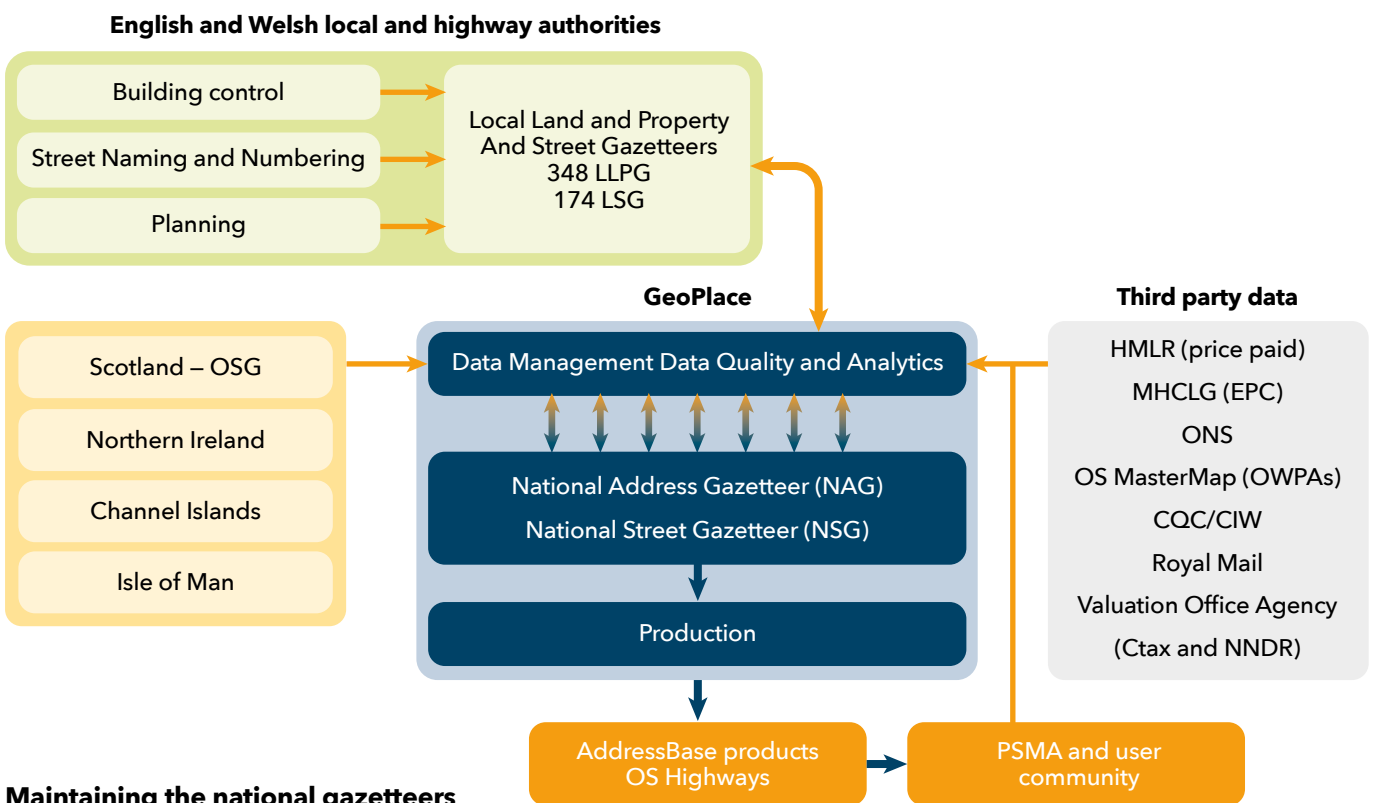 English and Welsh local and highway authorities
Building control
Street Naming and Numbering
Planning
Local Land and Property
And Street Gazetteers
348 LLPG
174 LSG
Scotland – OSG
Northern Ireland
Channel Islands
Isle of Man
GeoPlace
Data Management Data Quality and Analytics
National Address Gazetteer (NAG)
National Street Gazetteer (NSG)
Production
Third party data
HMLR (price paid)
MHCLG (EPC)
ONS
OS MasterMap (OWPAs)
CQC/CIW
Royal Mail
Valuation Office Agency
(Ctax and NNDR)
AddressBase products
OS Highways
PSMA and user
community
Maintaining the national gazetteers